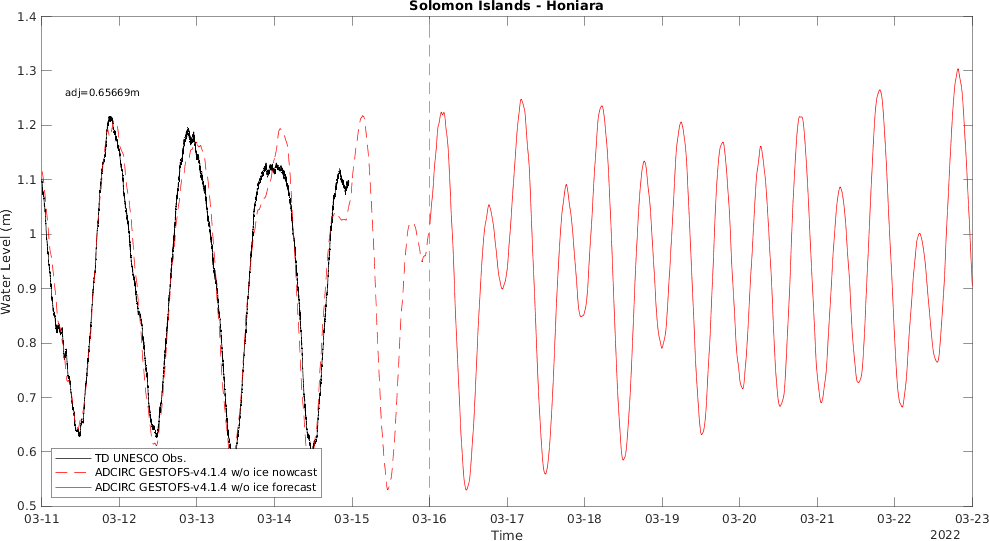 Solomon Islands - Honiara
1.4
1.3
1.2
1.1
1
0.9
0.8
0.7
0.6
0.5
Water Level (m)
adj=0.65669m
TD UNESCO Obs.
ADCIRC GESTOFS-v4.1.4 w/o ice nowcast
ADCIRC GESTOFS-v4.1.4 w/o ice forecast
03-11 03-12 03-13 03-14 03-15 03-16 03-17 03-18 03-19 03-20 03-21 03-22 03-23
Time
2022